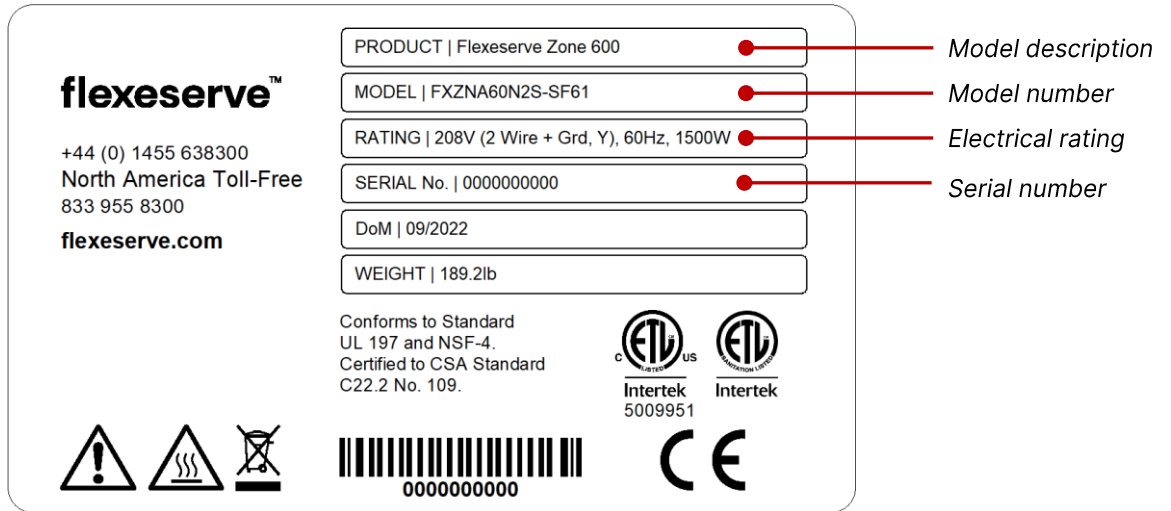 flexeserve™
+44 (0) 1455 638300
North America Toll-Free
833 955 8300
flexeserve.com
PRODUCT | Flexeserve Zone 600
Model description
MODEL | FXZNA60N2S-SF61
Model number
RATING | 208V (2 Wire + Grd, Y), 60Hz, 1500W
Electrical rating
SERIAL No. | 0000000000
Serial number
DoM | 09/2022
WEIGHT | 189.2lb
Conforms to Standard
UL 197 and NSF-4.
Certified to CSA Standard
C22.2 No. 109.
ETL
C US
LISTED
Intertek
5009951
ETL
SANITATION LISTED
Intertek
0000000000
CE